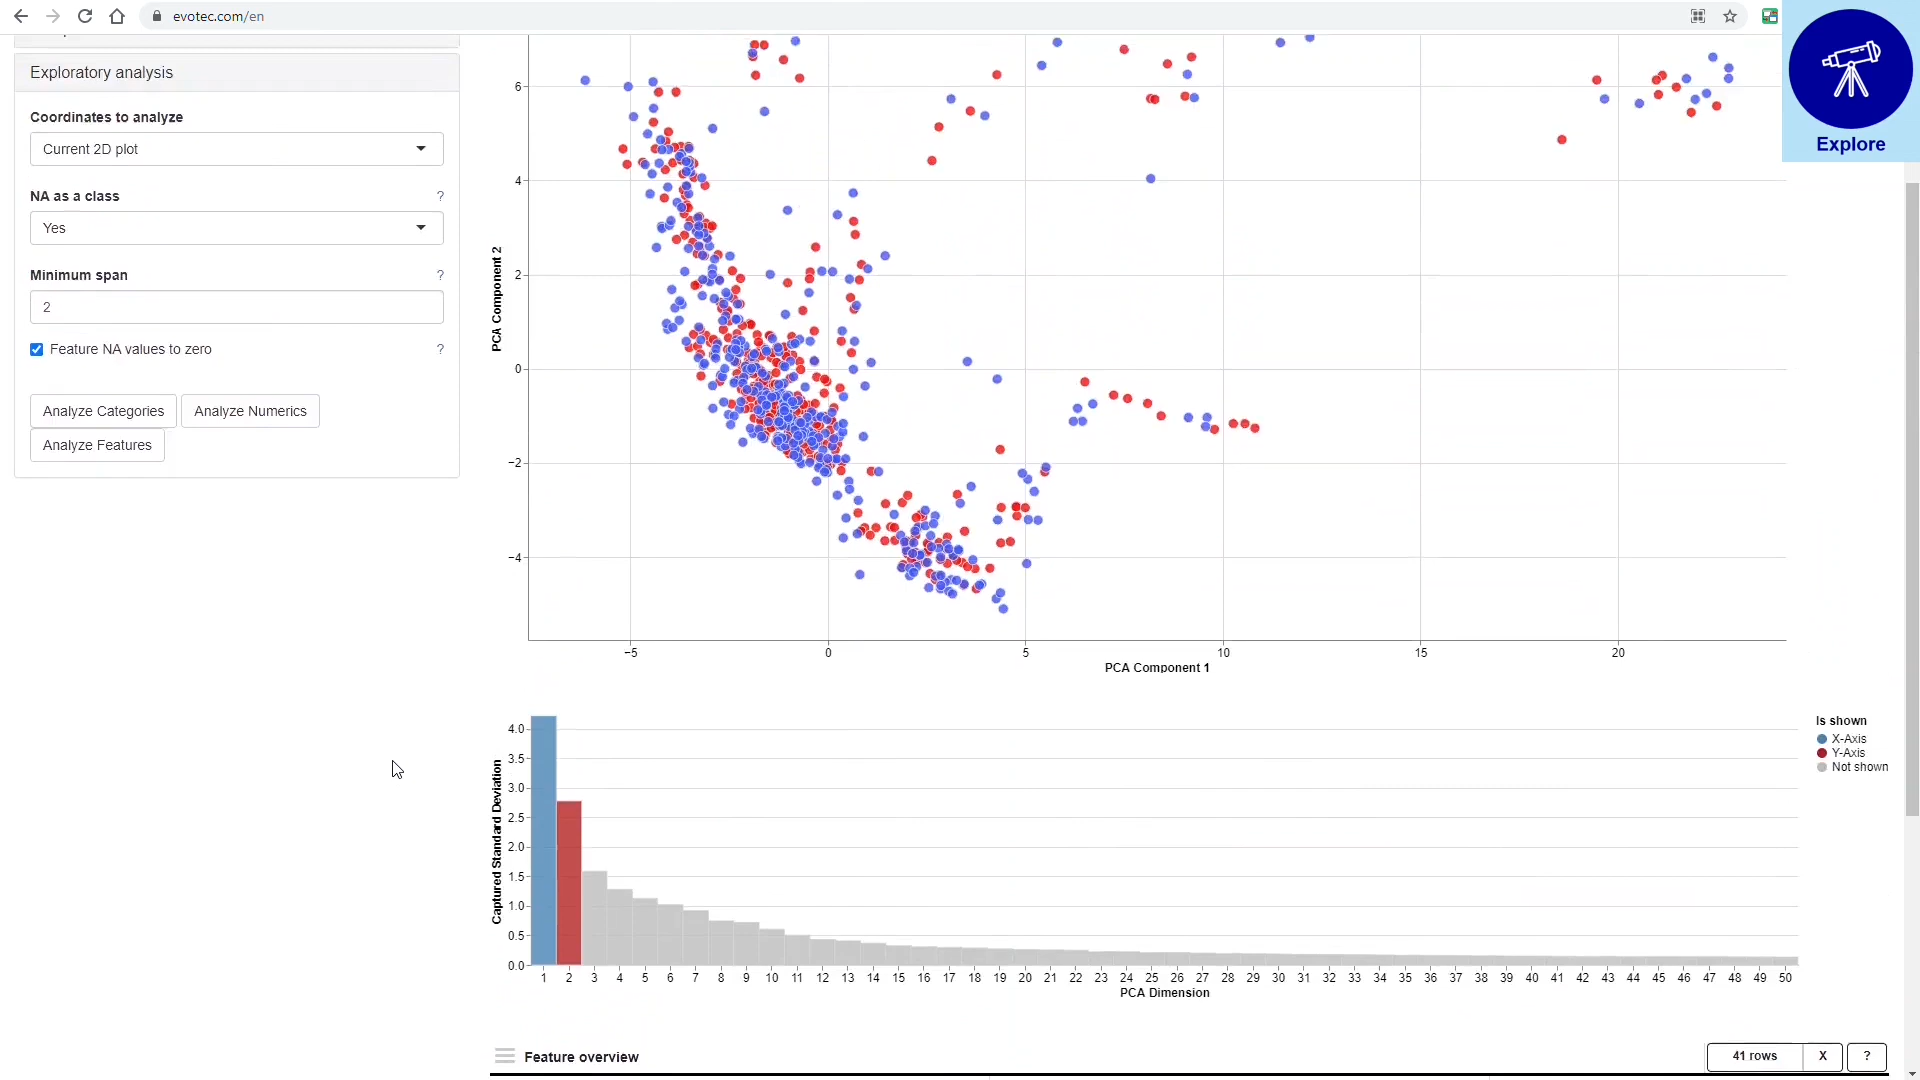 evotec.com/en
Explore
Exploratory analysis
Coordinates to analyze
Current 2D plot
NA as a class ?
Yes
Minimum span ?
2
Feature NA values to zero ?
Analyze Categories Analyze Numerics
Analyze Features
PCA Component 2
6
4
2
0
−2
−4
−5 0 5 10 15 20
PCA Component 1
Captured Standard Deviation
4.0
3.5
3.0
2.5
2.0
1.5
1.0
0.5
0.0
1 2 3 4 5 6 7 8 9 10 11 12 13 14 15 16 17 18 19 20 21 22 23 24 25 26 27 28 29 30 31 32 33 34 35 36 37 38 39 40 41 42 43 44 45 46 47 48 49 50
PCA Dimension
Is shown
X-Axis
Y-Axis
Not shown
Feature overview 41 rows X ?